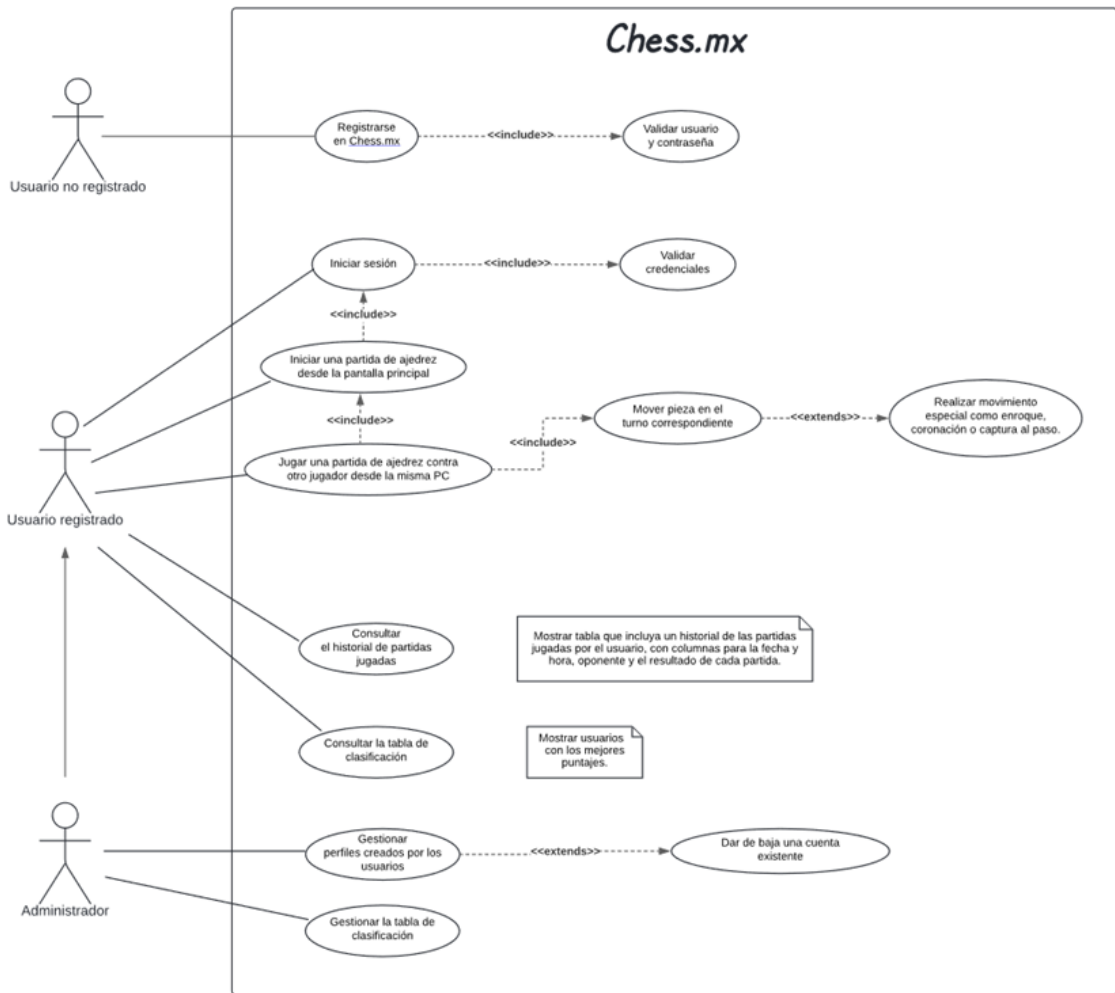 Chess.mx
Usuario no registrado
Registrarse
en Chess.mx
<<include>>
Validar usuario
y contraseña
Iniciar sesión
<<include>>
Validar
credenciales
<<include>>
Iniciar una partida de ajedrez
desde la pantalla principal
<<include>>
Jugar una partida de ajedrez contra
otro jugador desde la misma PC
<<include>>
Mover pieza en el
turno correspondiente
<<extends>>
Realizar movimiento
especial como enroque,
coronación o captura al paso.
Usuario registrado
Consultar
el historial de partidas
jugadas
Mostrar tabla que incluya un historial de las partidas
jugadas por el usuario, con columnas para la fecha y
hora, oponente y el resultado de cada partida.
Consultar la tabla de
clasificación
Mostrar usuarios
con los mejores
puntajes.
Administrador
Gestionar
perfiles creados por los
usuarios
<<extends>>
Dar de baja una cuenta
existente
Gestionar la tabla de
clasificación